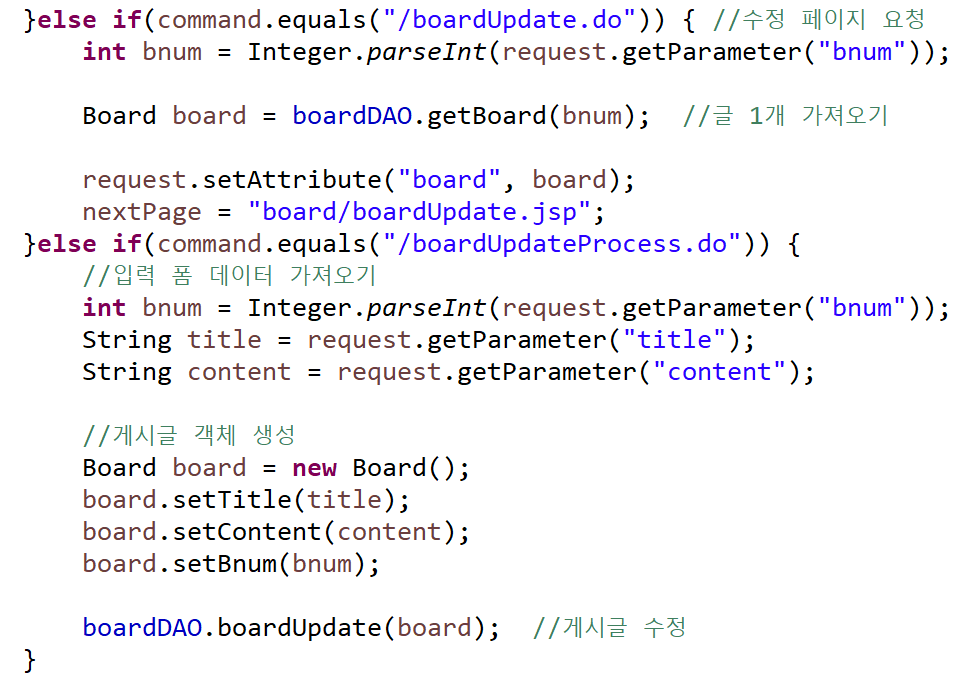 }else if(command.equals("/boardUpdate.do")) { //수정 페이지 요청
    int bnum = Integer.parseInt(request.getParameter("bnum"));
    Board board = boardDAO.getBoard(bnum);  //글 1개 가져오기
    request.setAttribute("board", board);
    nextPage = "board/boardUpdate.jsp";
}else if(command.equals("/boardUpdateProcess.do")) {
    //입력 폼 데이터 가져오기
    int bnum = Integer.parseInt(request.getParameter("bnum"));
    String title = request.getParameter("title");
    String content = request.getParameter("content");
    //게시글 객체 생성
    Board board = new Board();
    board.setTitle(title);
    board.setContent(content);
    board.setBnum(bnum);
    boardDAO.boardUpdate(board);  //게시글 수정
}